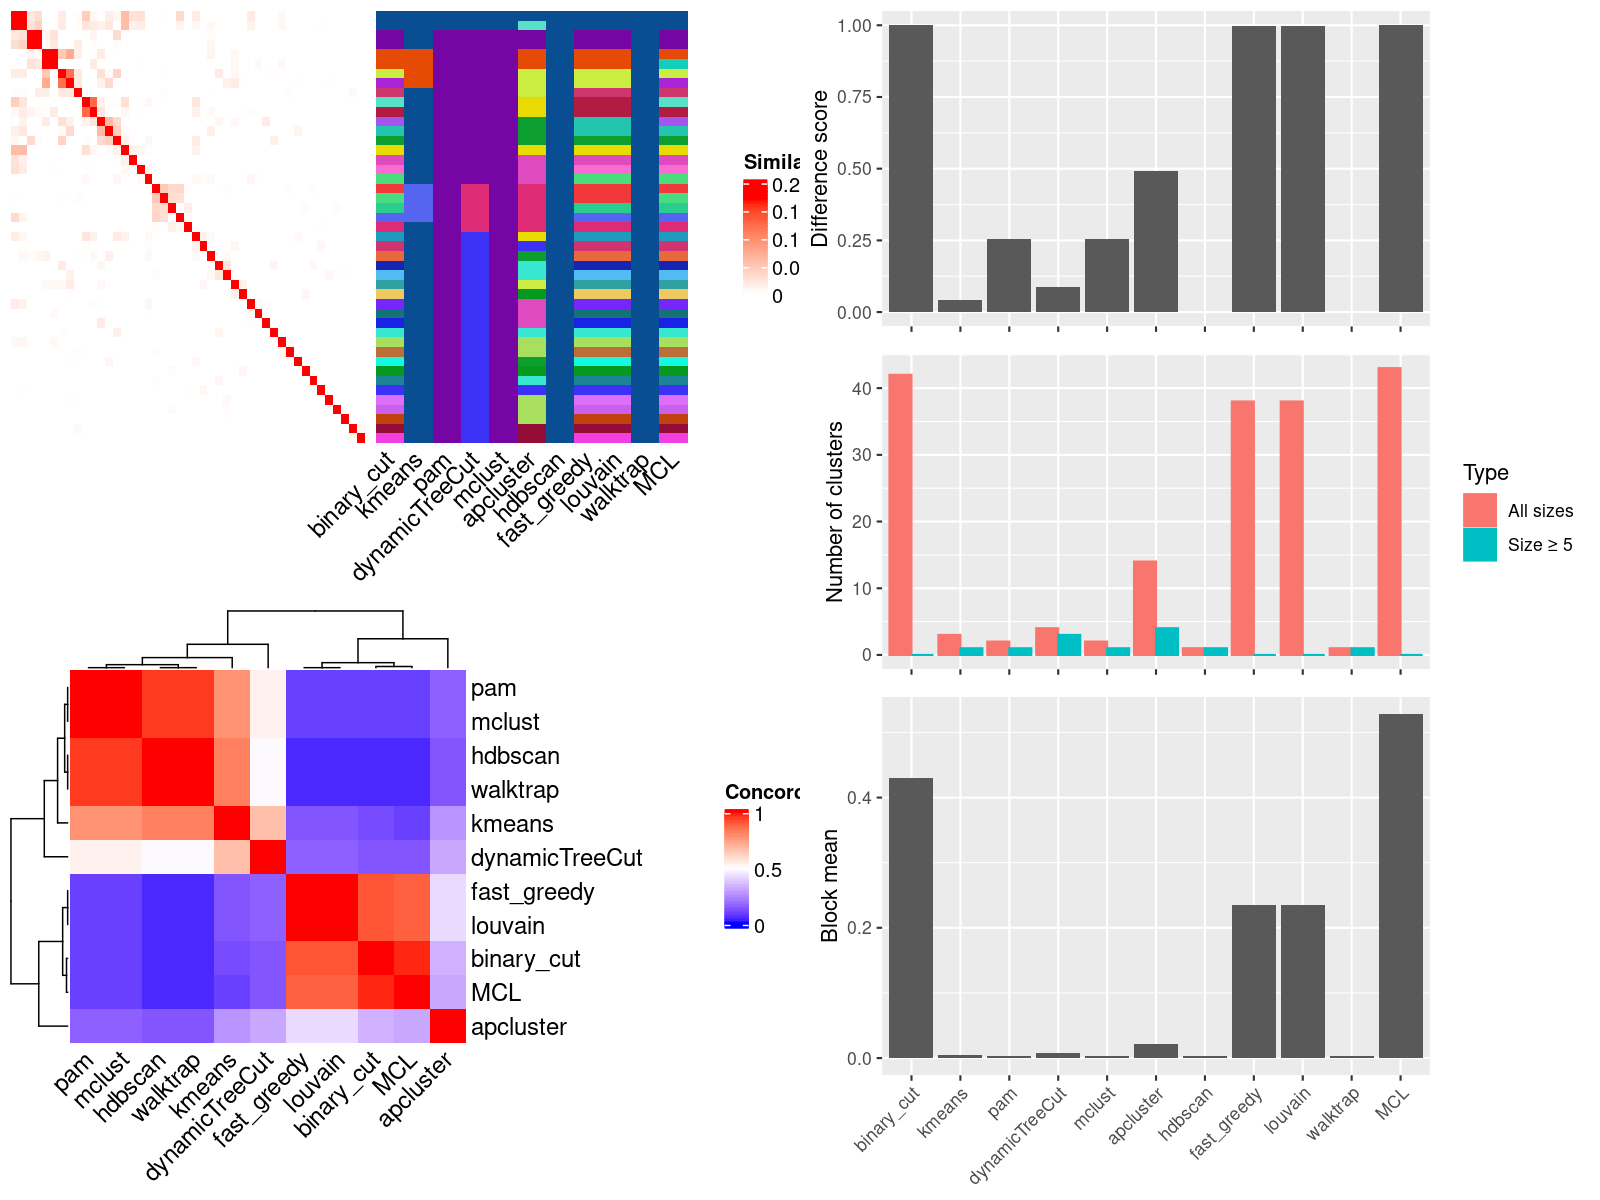 Simila
0.2
0.1
0.1
0.0
0
binary_cut
kmeans
pam
dynamicTreeCut
mclust
apcluster
hdbscan
fast_greedy
louvain
walktrap
MCL
pam
mclust
hdbscan
walktrap
kmeans
dynamicTreeCut
fast_greedy
louvain
binary_cut
MCL
apcluster
pam
mclust
hdbscan
walktrap
kmeans
dynamicTreeCut
fast_greedy
louvain
binary_cut
MCL
apcluster
Concord
1
0.5
0
Difference score
1.00
0.75
0.50
0.25
0.00
Number of clusters
40
30
20
10
0
Type
All sizes
Size ≥ 5
Block mean
0.4
0.2
0.0
binary_cut
kmeans
pam
dynamicTreeCut
mclust
apcluster
hdbscan
fast_greedy
louvain
walktrap
MCL